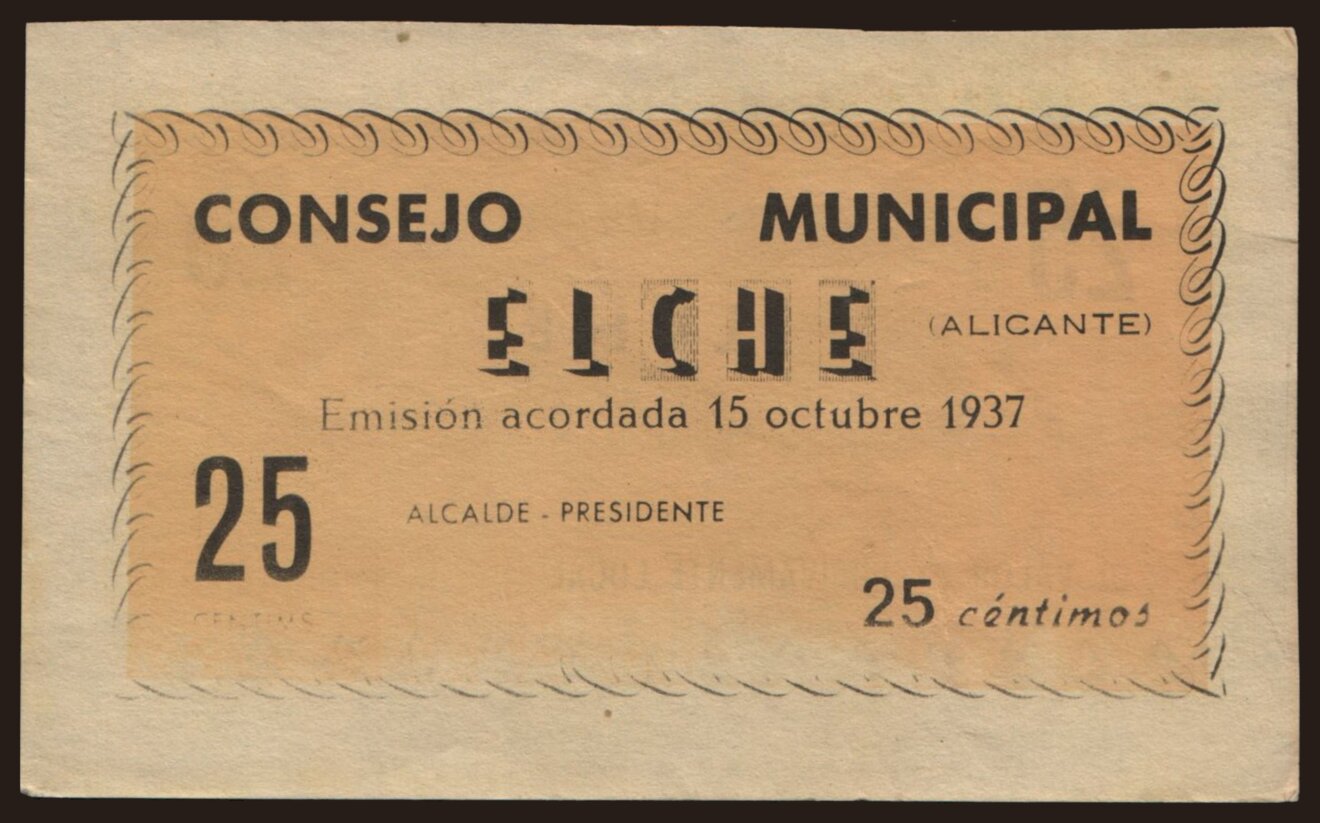 CONSEJO MUNICIPAL
ELCHE (ALICANTE)
Emisión acordada 15 octubre 1937
25
ALCALDE - PRESIDENTE
25 céntimos